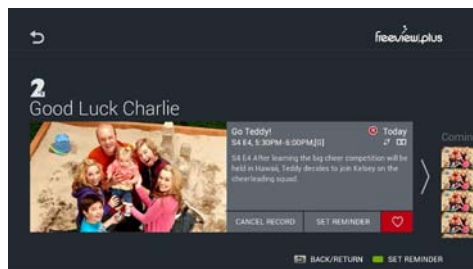 freeview.plus
2
Good Luck Charlie
Go Teddy!
Today
S4 E4, 5:30PM-6:00PM,[G]
S4 E4 After learning the big cheer competition will be
held in Hawaii, Teddy decides to join Kelsey on the
cheerleading squad.
Comin
CANCEL RECORD
SET REMINDER
BACK/RETURN
SET REMINDER